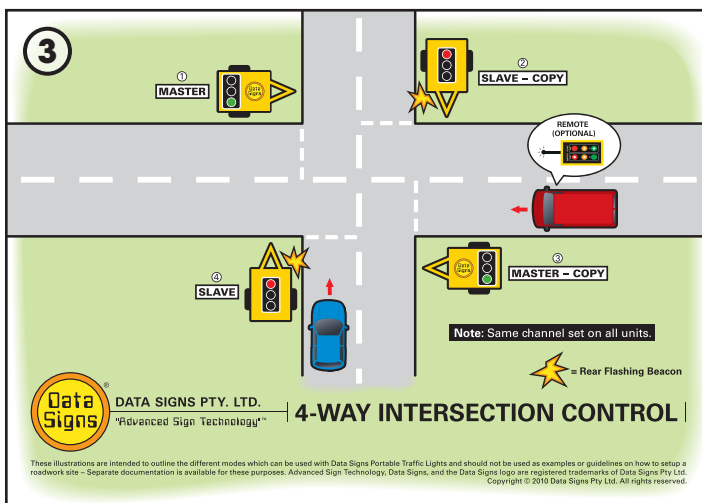 3
①
MASTER
Data
Signs
②
SLAVE – COPY
REMOTE
(OPTIONAL)
④
SLAVE
Data
Signs
③
MASTER – COPY
Note: Same channel set on all units.
= Rear Flashing Beacon
Data
Signs
®
DATA SIGNS PTY. LTD.
"Advanced Sign Technology"™
4-WAY INTERSECTION CONTROL
These illustrations are intended to outline the different modes which can be used with Data Signs Portable Traffic Lights and should not be used as examples or guidelines on how to setup a
roadwork site – Separate documentation is available for these purposes. Advanced Sign Technology, Data Signs, and the Data Signs logo are registered trademarks of Data Signs Pty Ltd.
Copyright © 2010 Data Signs Pty Ltd. All rights reserved.